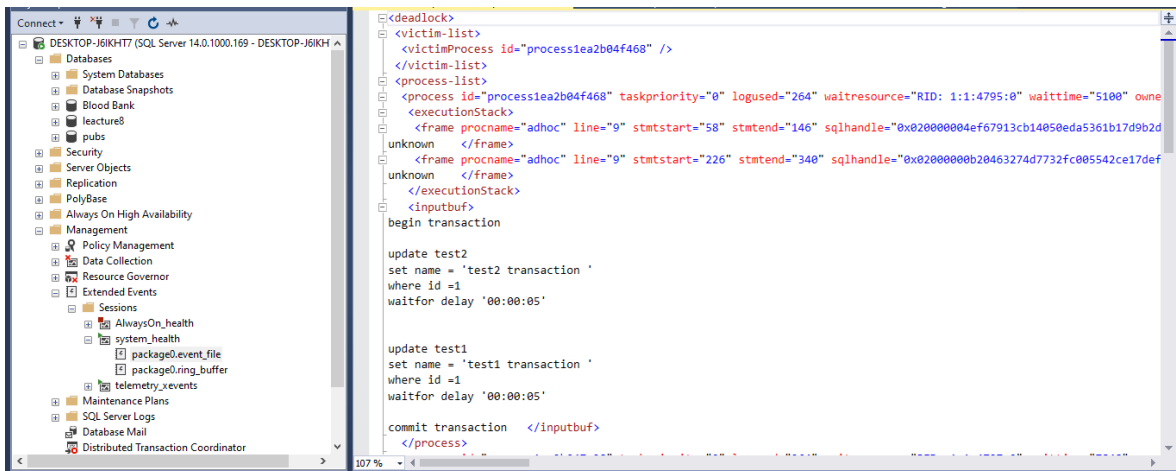 Connect
DESKTOP-J6IKHT7 (SQL Server 14.0.1000.169 - DESKTOP-J6IKH
Databases
System Databases
Database Snapshots
Blood Bank
leacture8
pubs
Security
Server Objects
Replication
PolyBase
Always On High Availability
Management
Policy Management
Data Collection
Resource Governor
Extended Events
Sessions
AlwaysOn_health
system_health
package0.event_file
package0.ring_buffer
telemetry_xevents
Maintenance Plans
SQL Server Logs
Database Mail
Distributed Transaction Coordinator
<deadlock>
<victim-list>
<victimProcess id="process1ea2b04f468" />
</victim-list>
<process-list>
<process id="process1ea2b04f468" taskpriority="0" logused="264" waitresource="RID: 1:1:4795:0" waittime="5100" owne
<executionStack>
<frame procname="adhoc" line="9" stmtstart="58" stmtend="146" sqlhandle="0x020000004ef67913cb14050eda5361b17d9b2d
unknown </frame>
<frame procname="adhoc" line="9" stmtstart="226" stmtend="340" sqlhandle="0x02000000b20463274d7732fc005542ce17def
unknown </frame>
</executionStack>
<inputbuf>
begin transaction
update test2
set name = 'test2 transaction '
where id =1
waitfor delay '00:00:05'
update test1
set name = 'test1 transaction '
where id =1
waitfor delay '00:00:05'
commit transaction </inputbuf>
</process>
107 %